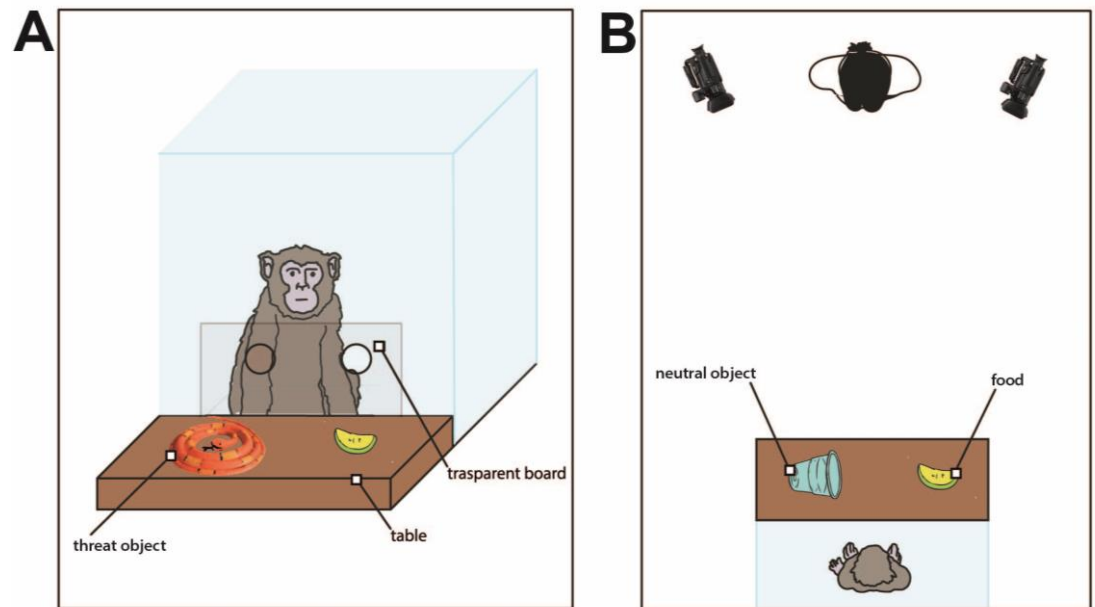 A
trasparent board
threat object
table
B
neutral object
food